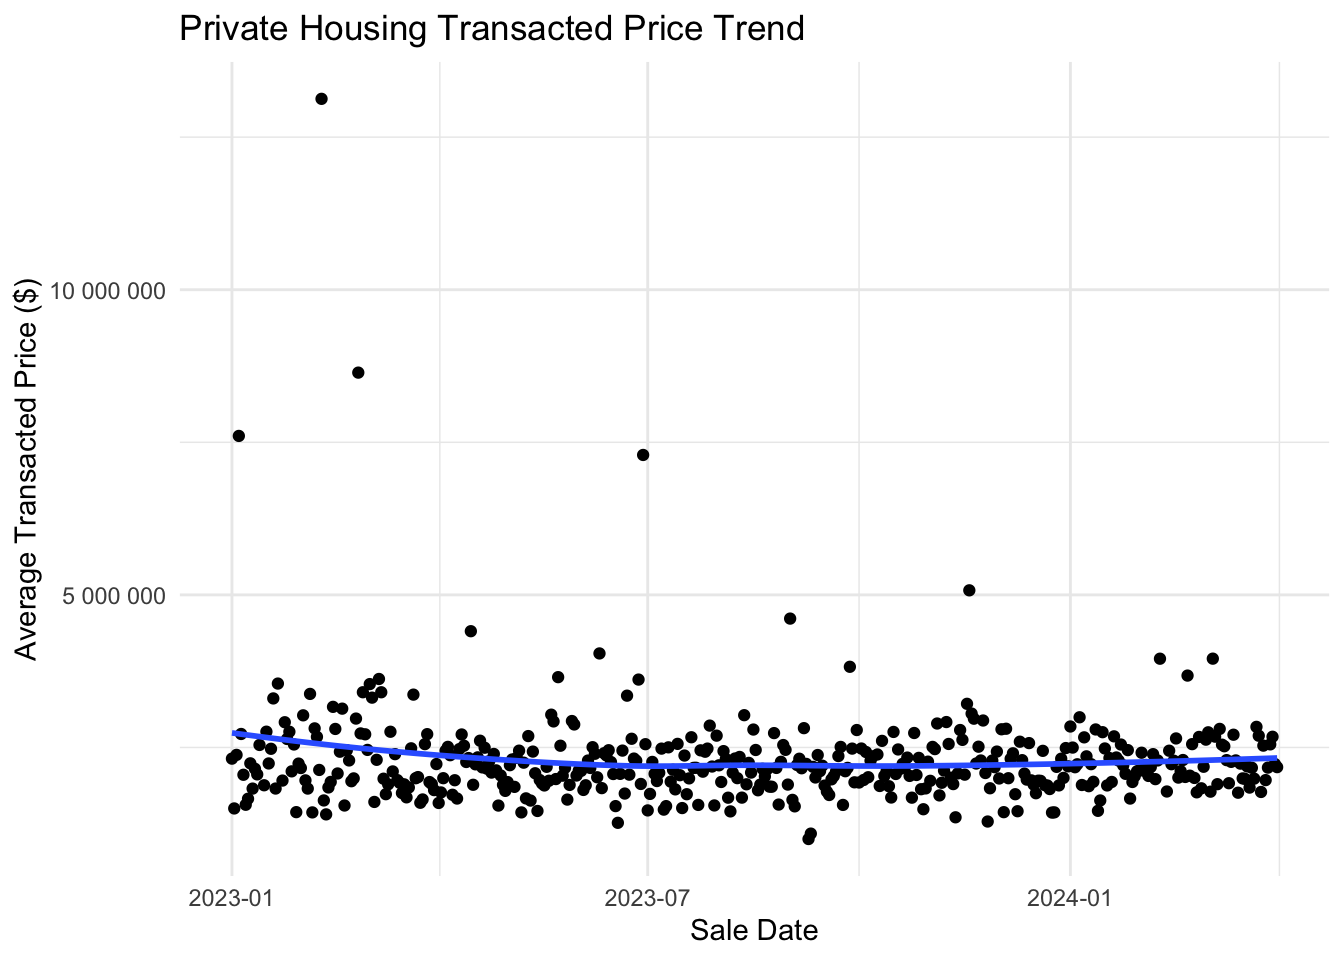 Private Housing Transacted Price Trend
Average Transacted Price ($)
10 000 000
5 000 000
2023-01
2023-07
2024-01
Sale Date